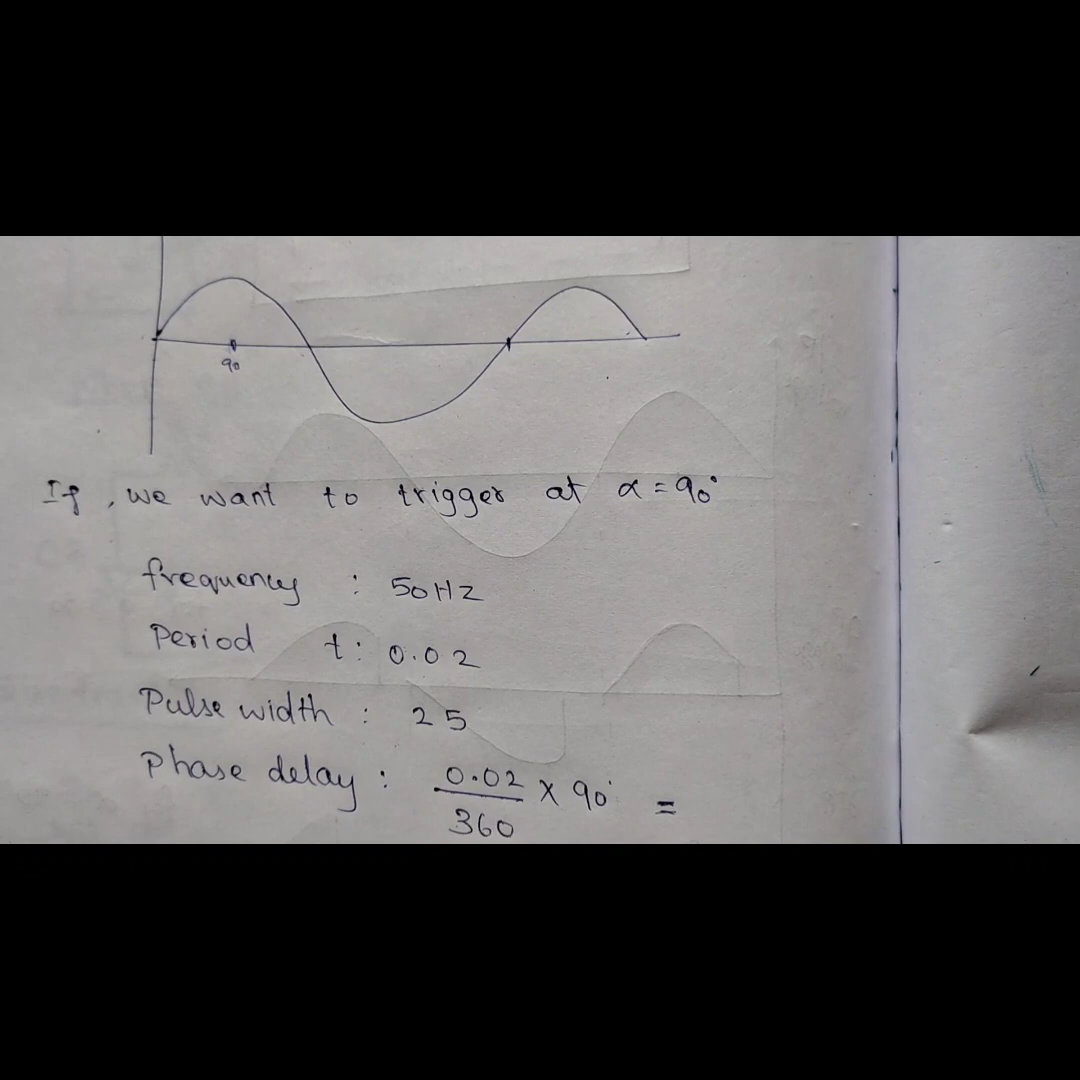 90
If, we want to trigger at α = 90°
frequency : 50HZ
Period t : 0.02
Pulse width : 25
Phase delay : 0.02/360 X 90° =